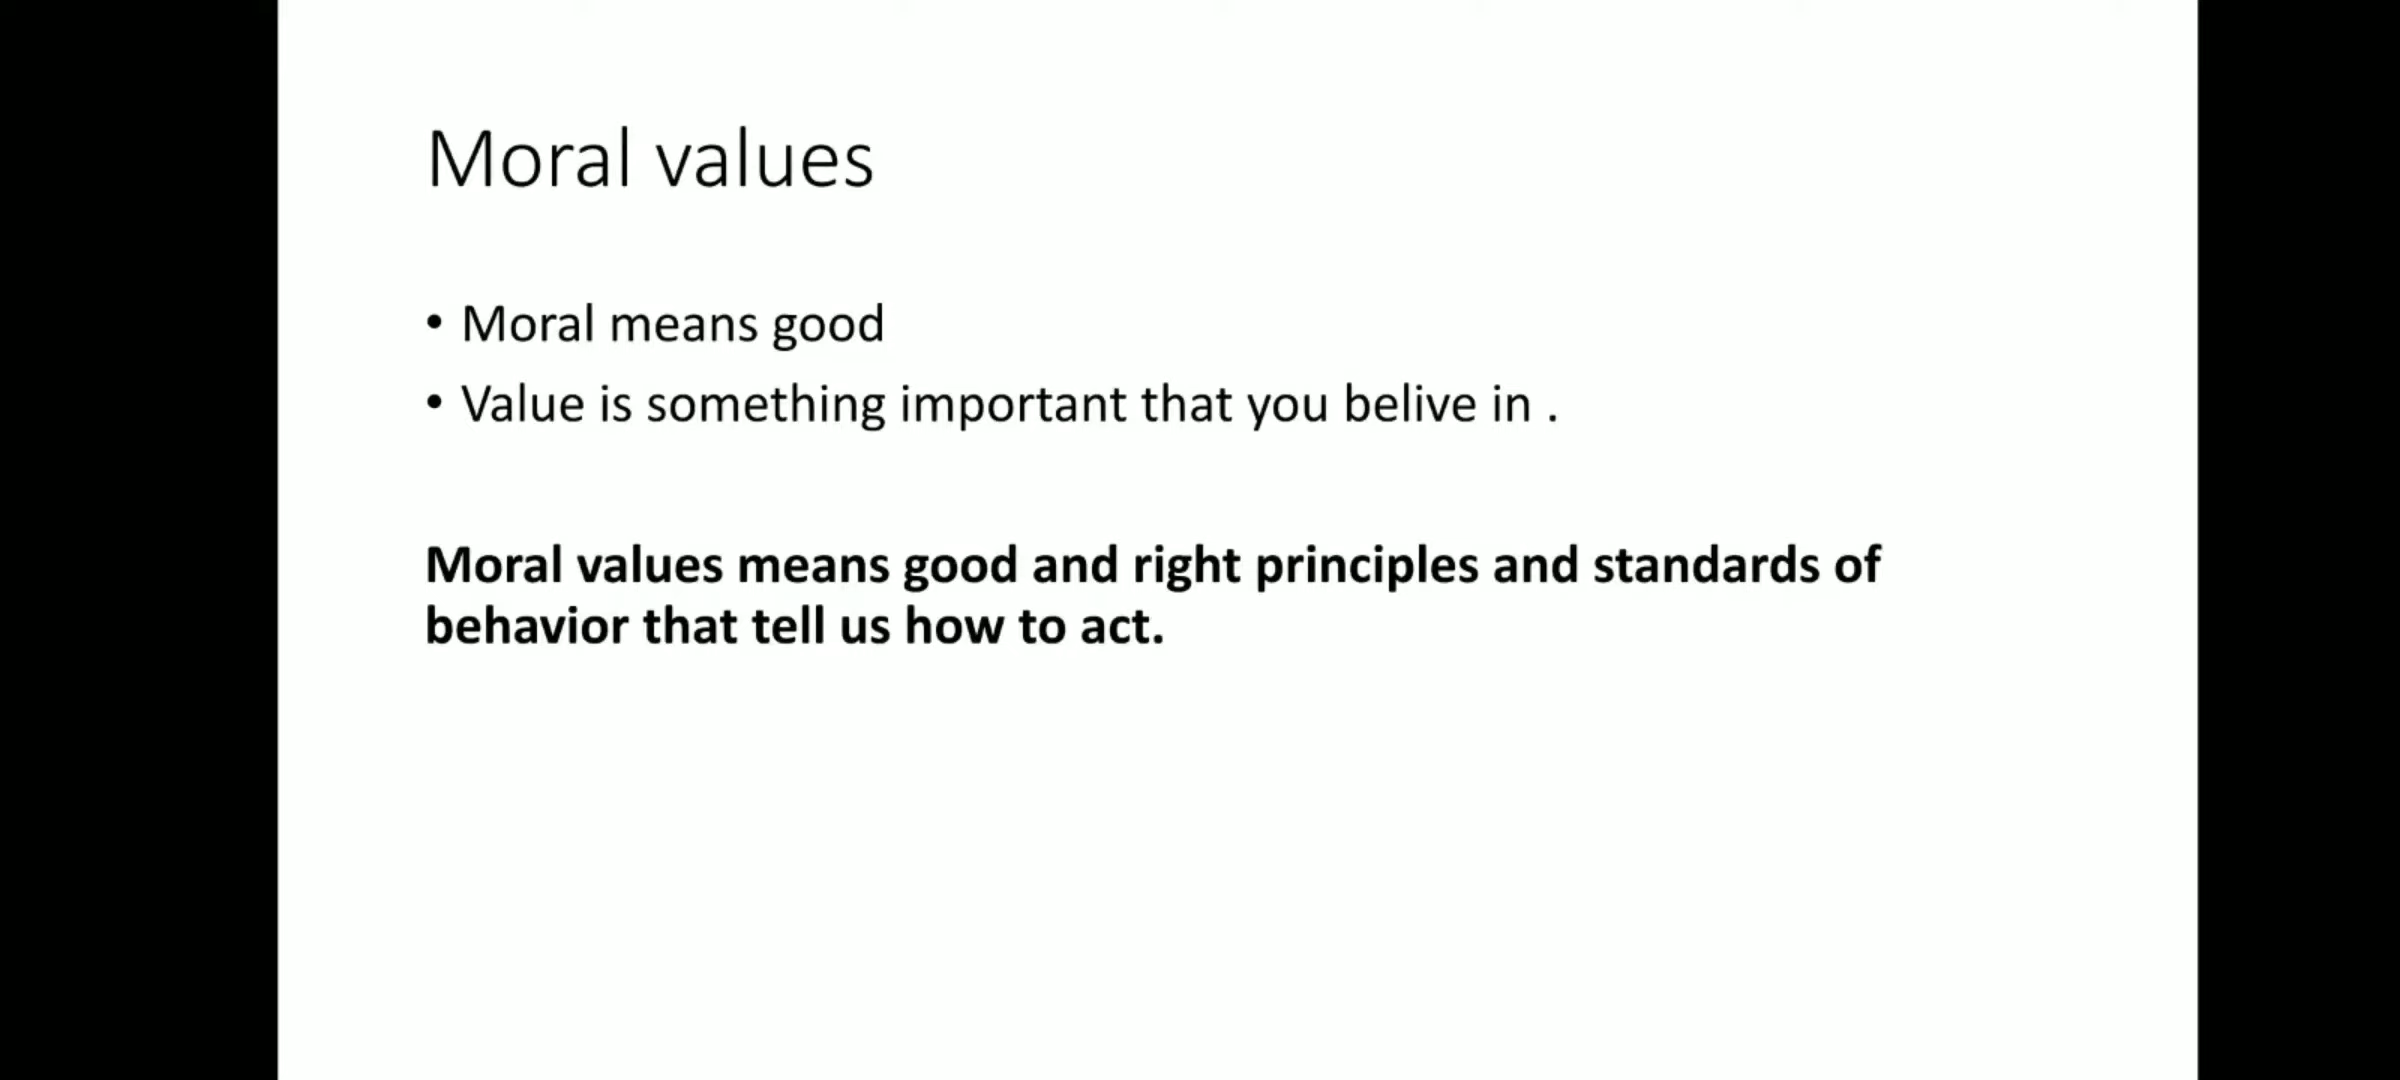 Moral values
• Moral means good
• Value is something important that you belive in .
Moral values means good and right principles and standards of
behavior that tell us how to act.